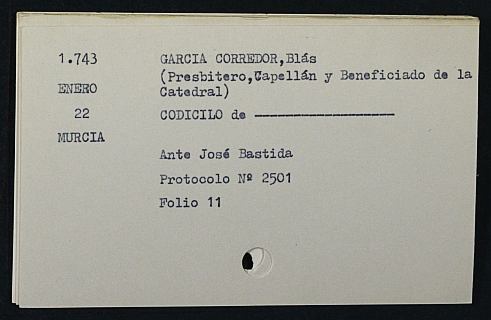 1.743 GARCIA CORREDOR,Blás
(Presbitero,Capellán y Beneficiado de la
ENERO Catedral)
22 CODICILO de ------------------
MURCIA
Ante José Bastida
Protocolo Nº 2501
Folio 11